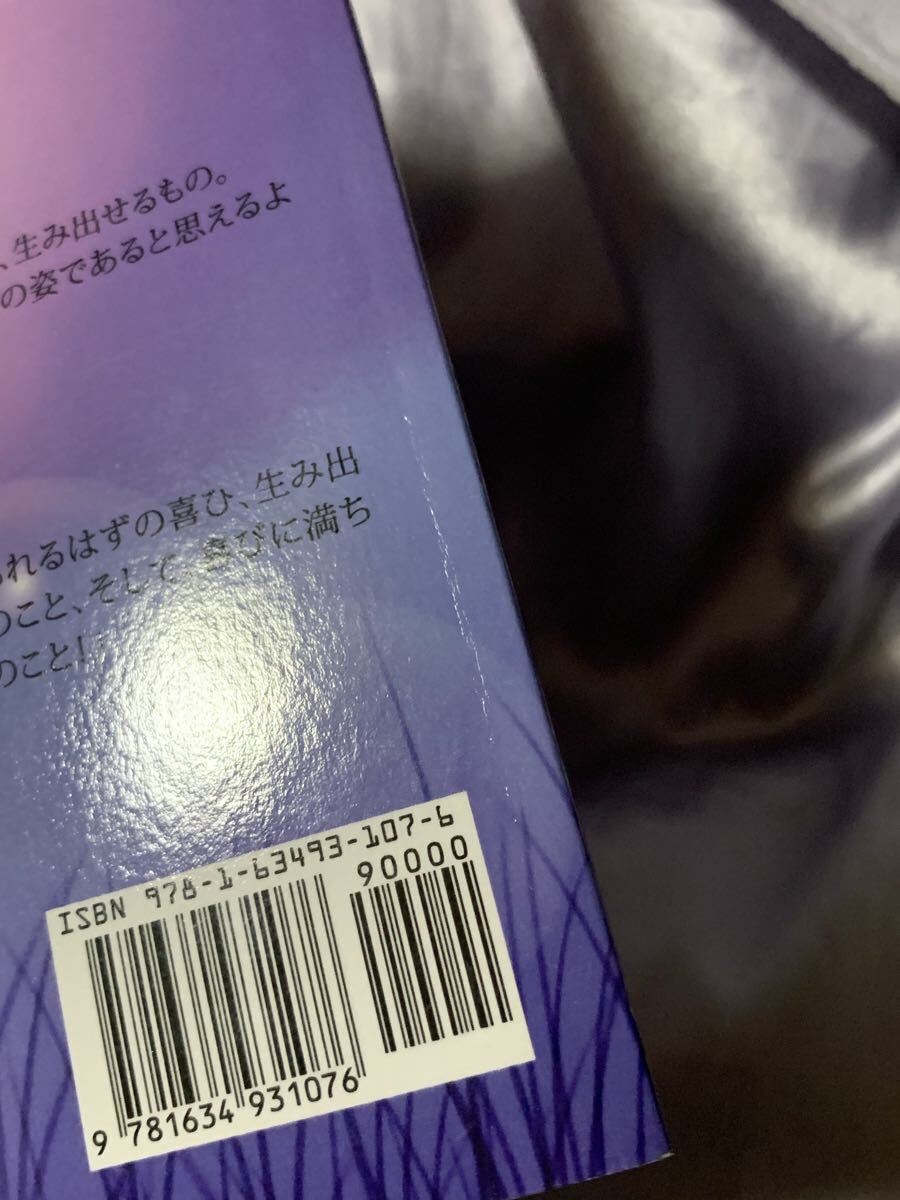 、生み出せるもの。
の姿であると思えるよ
られるはずの喜ひ、生み出
のこと、そして、喜びに満ち
のこと!
ISBN 978-1-63493-107-6
90000
9 781634 931076